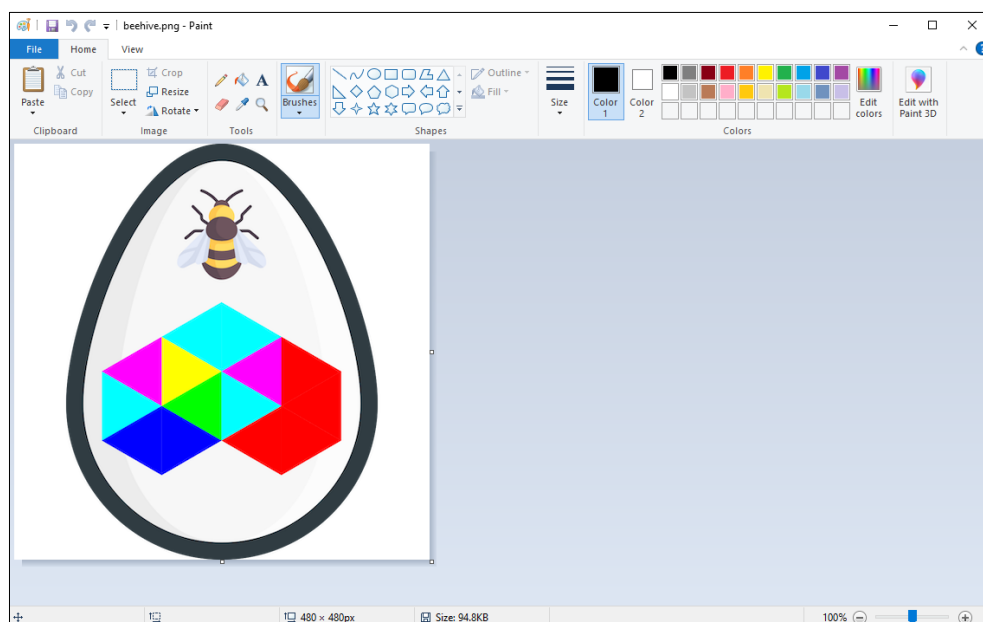 beehive.png - Paint
File Home View
Paste
Cut
Copy
Clipboard
Select
Crop
Resize
Rotate
Image
A
Tools
Brushes
Outline
Fill
Shapes
Size
Color 1
Color 2
Edit colors
Colors
Edit with Paint 3D
480 × 480px
Size: 94.8KB
100%